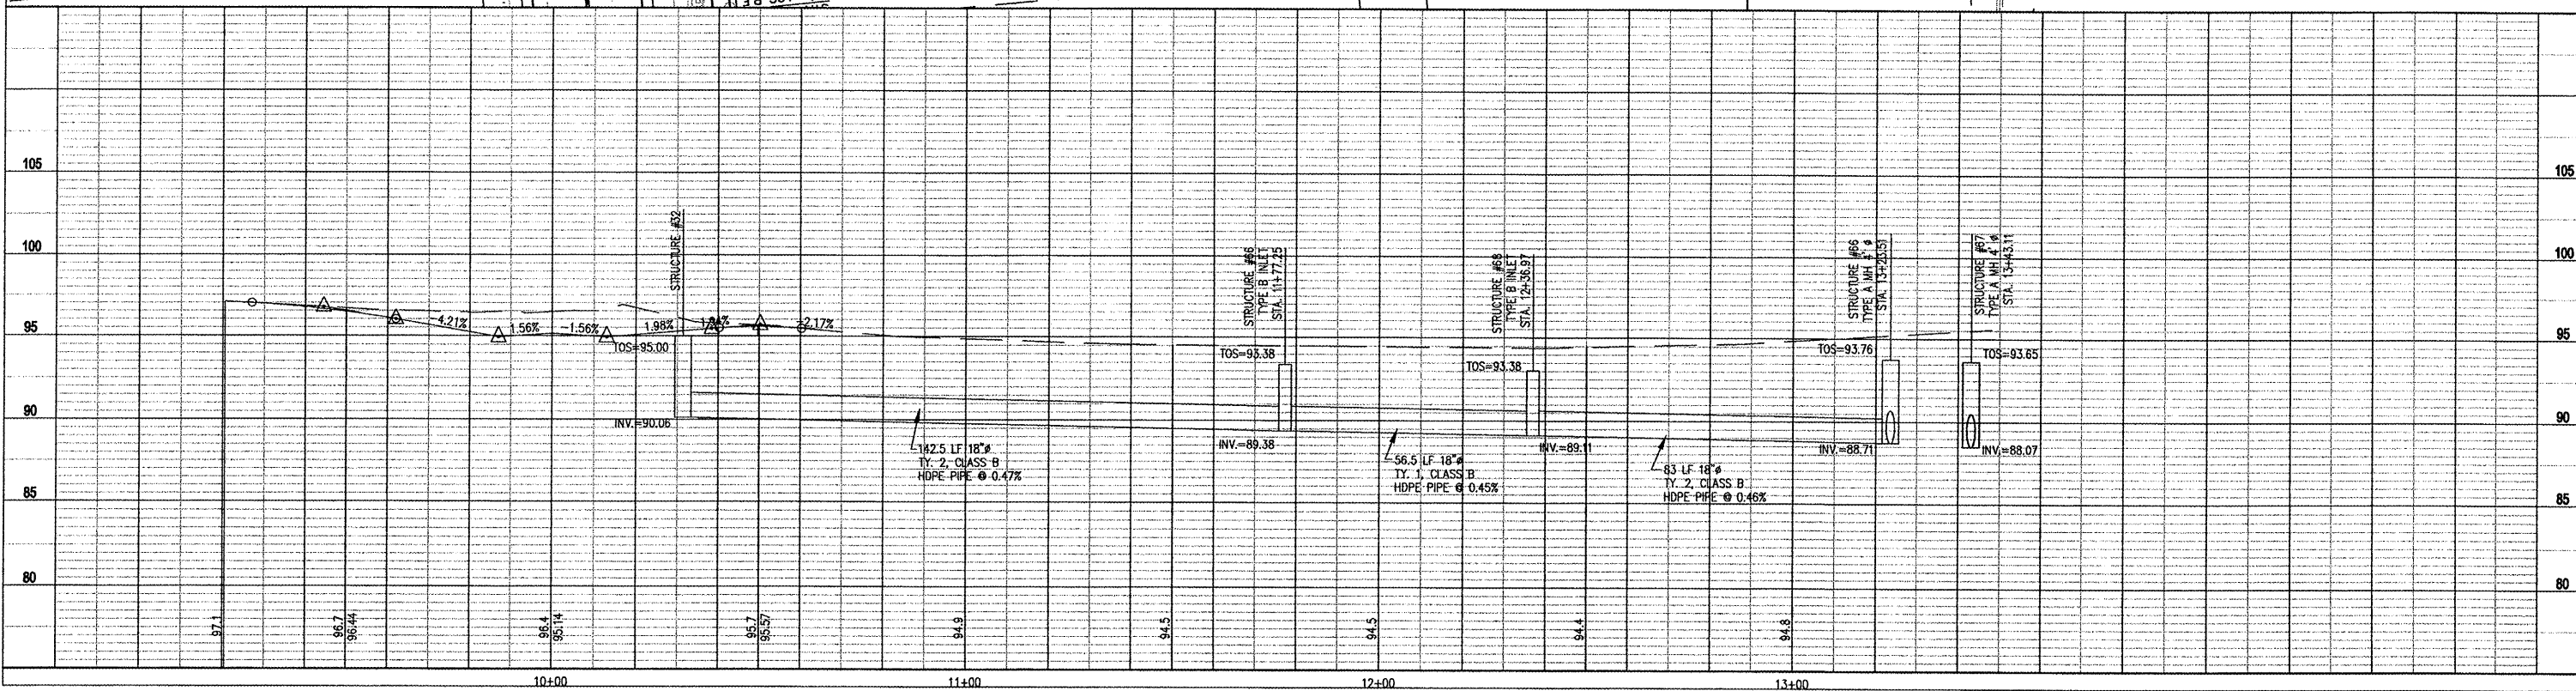 105
105
100
100
95
95
90
90
85
85
80
80
STRUCTURE #32
STRUCTURE #66
TYPE B INLET
STA. 11+77.25
STRUCTURE #68
TYPE B INLET
STA. 12+36.97
STRUCTURE #66
TYPE A MH 4' ø
STA. 13+23.51
STRUCTURE #67
TYPE A MH 4' ø
STA. 13+43.11
-4.21%
1.56%
-1.56%
1.98%
-2.17%
TOS=95.00
TOS=93.38
TOS=93.38
TOS=93.76
TOS=93.65
INV.=90.06
INV.=89.38
INV.=89.11
INV.=88.71
INV.=88.07
142.5 LF 18"ø
TY. 2, CLASS B
HDPE PIPE @ 0.47%
56.5 LF 18"ø
TY. 1, CLASS B
HDPE PIPE @ 0.45%
83 LF 18"ø
TY. 2, CLASS B
HDPE PIPE @ 0.46%
97.1
96.7
96.44
96.4
95.14
95.7
95.57
94.9
94.5
94.5
94.4
94.8
10+00
11+00
12+00
13+00